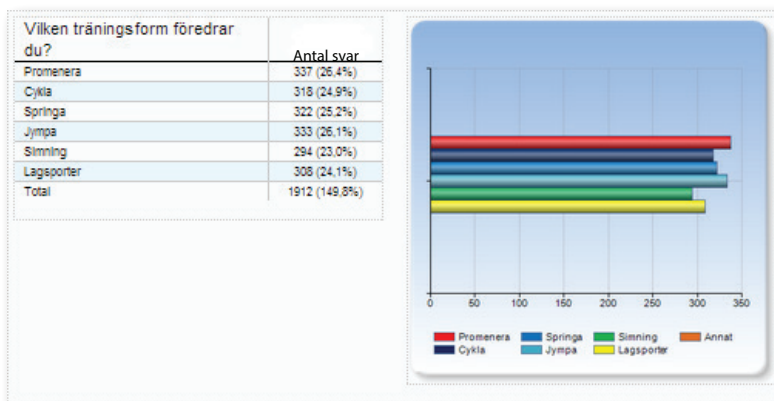 Vilken träningsform föredrar
du? Antal svar
Promenera 337 (26,4%)
Cykla 318 (24,9%)
Springa 322 (25,2%)
Jympa 333 (26,1%)
Simning 294 (23,0%)
Lagsporter 308 (24,1%)
Total 1912 (149,8%)
0 50 100 150 200 250 300 350
Promenera Springa Simning Annat
Cykla Jympa Lagsporter